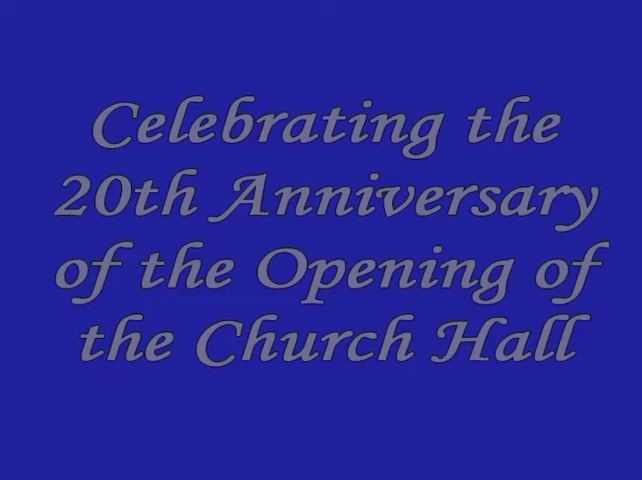 Celebrating the
20th Anniversary
of the Opening of
the Church Hall